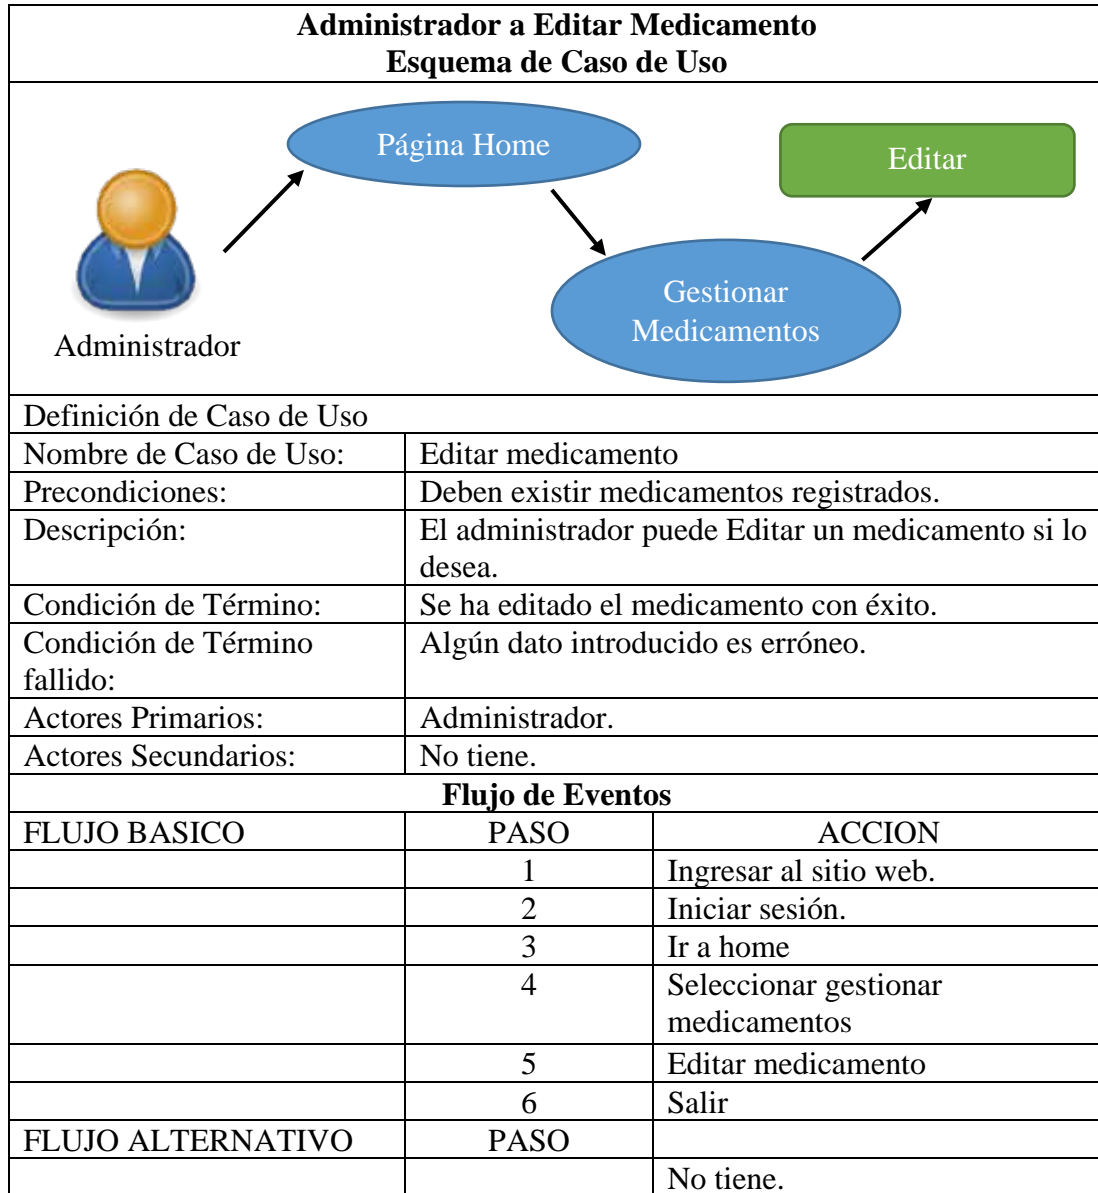 Administrador a Editar Medicamento
Esquema de Caso de Uso
Página Home
Editar
Gestionar
Medicamentos
Administrador
Definición de Caso de Uso
Nombre de Caso de Uso: Editar medicamento
Precondiciones: Deben existir medicamentos registrados.
Descripción: El administrador puede Editar un medicamento si lo
desea.
Condición de Término: Se ha editado el medicamento con éxito.
Condición de Término Algún dato introducido es erróneo.
fallido:
Actores Primarios: Administrador.
Actores Secundarios: No tiene.
Flujo de Eventos
FLUJO BASICO PASO ACCION
1 Ingresar al sitio web.
2 Iniciar sesión.
3 Ir a home
4 Seleccionar gestionar
medicamentos
5 Editar medicamento
6 Salir
FLUJO ALTERNATIVO PASO
No tiene.